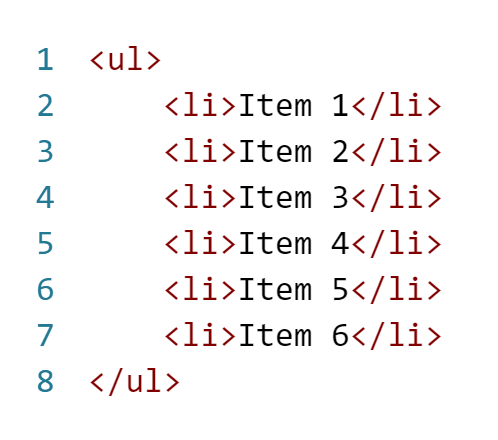 1 <ul>
2     <li>Item 1</li>
3     <li>Item 2</li>
4     <li>Item 3</li>
5     <li>Item 4</li>
6     <li>Item 5</li>
7     <li>Item 6</li>
8 </ul>